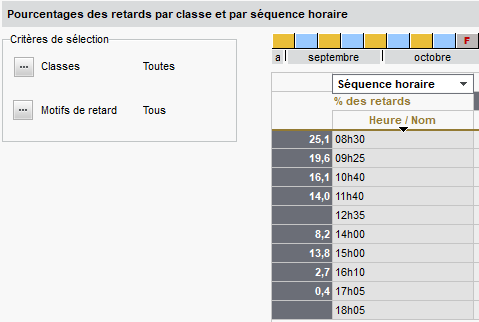 Pourcentages des retards par classe et par séquence horaire
Critères de sélection
... Classes Toutes
... Motifs de retard Tous
F
a septembre octobre
Séquence horaire
% des retards
Heure / Nom
25,1 08h30
19,6 09h25
16,1 10h40
14,0 11h40
12h35
8,2 14h00
13,8 15h00
2,7 16h10
0,4 17h05
18h05